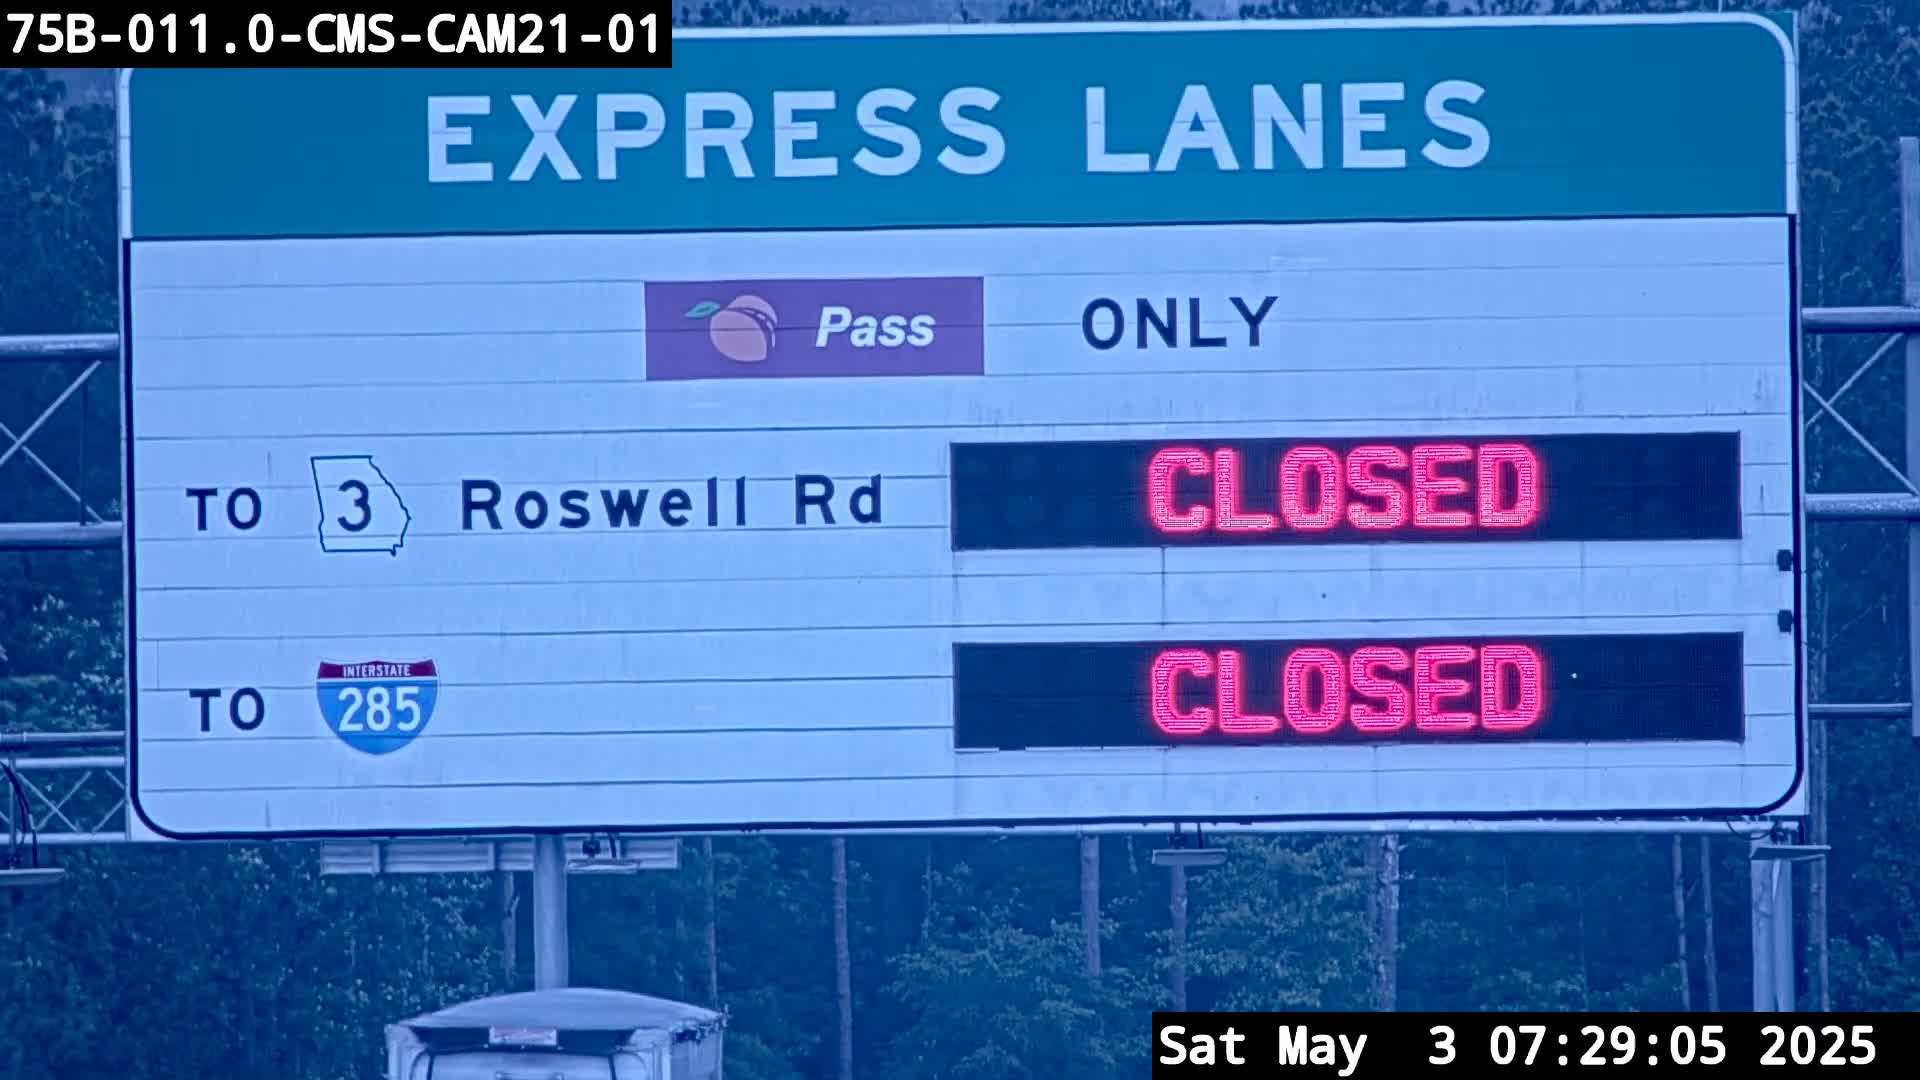 75B-011.0-CMS-CAM21-01
EXPRESS LANES
Pass ONLY
TO 3 Roswell Rd CLOSED
INTERSTATE
TO 285 CLOSED
Sat May 3 07:29:05 2025